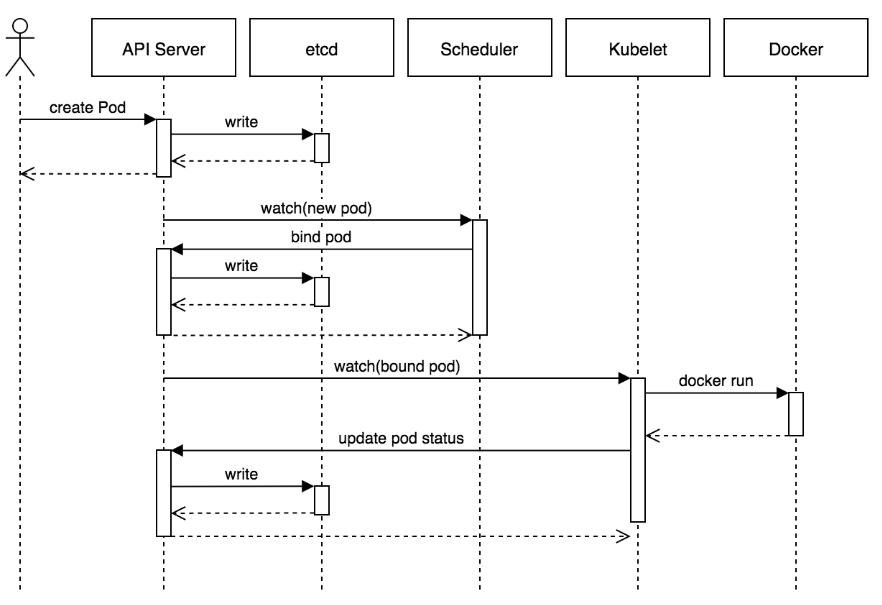 API Server
etcd
Scheduler
Kubelet
Docker
create Pod
write
watch(new pod)
bind pod
write
watch(bound pod)
docker run
update pod status
write